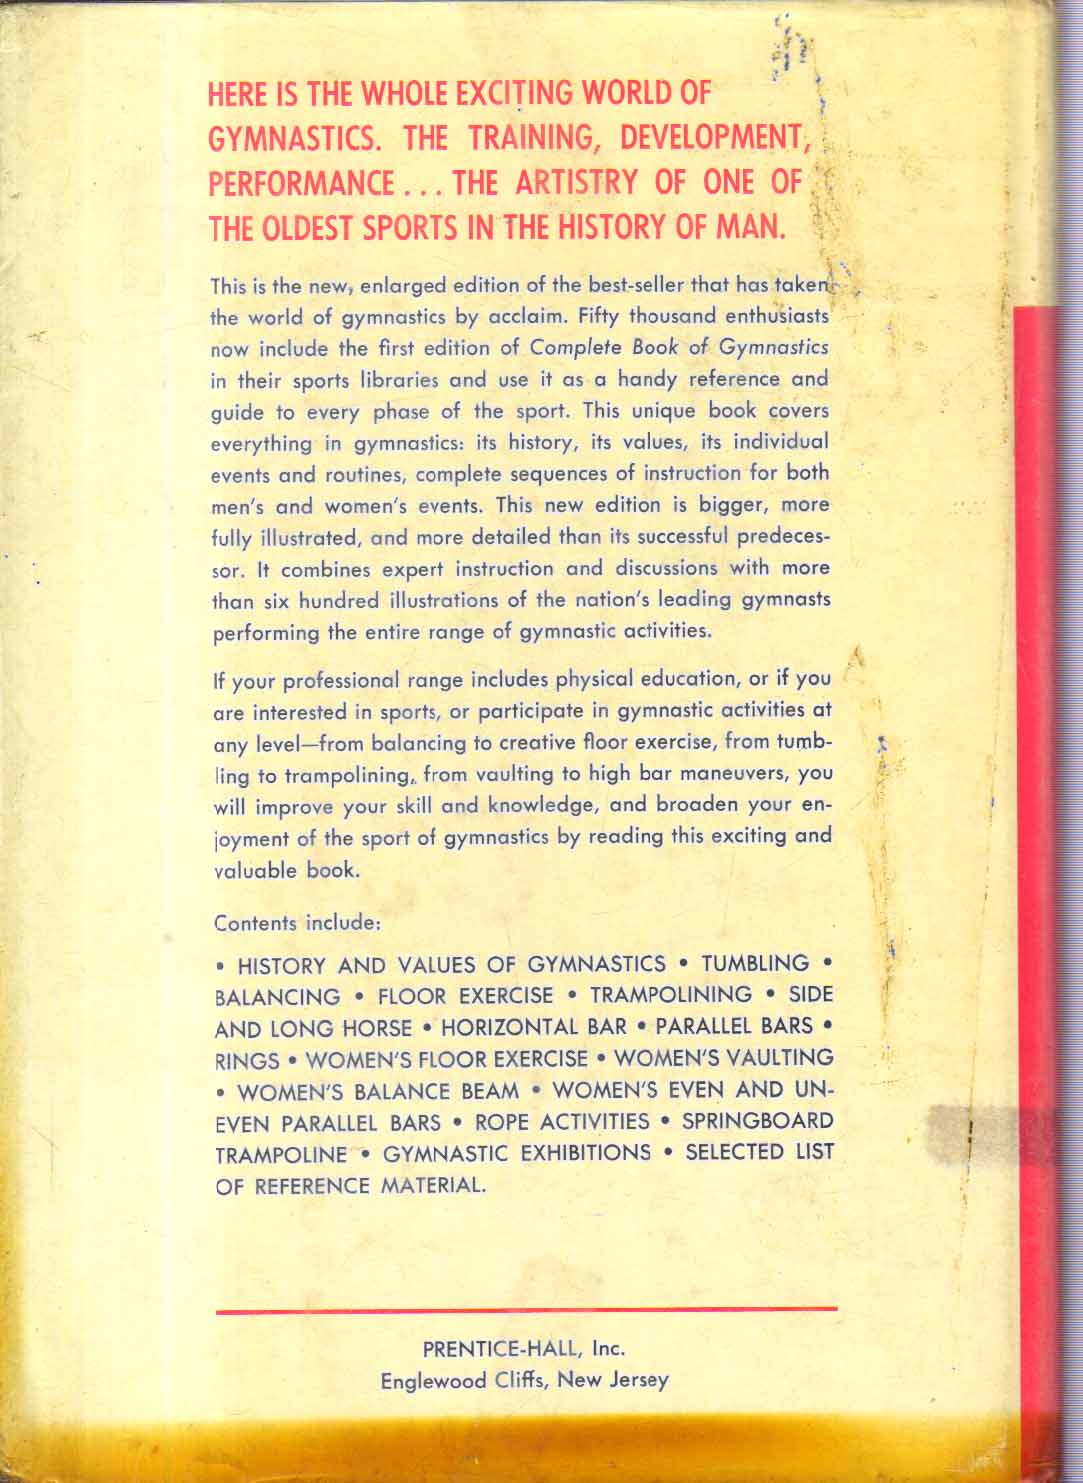 HERE IS THE WHOLE EXCITING WORLD OF
GYMNASTICS. THE TRAINING, DEVELOPMENT,
PERFORMANCE . . . THE ARTISTRY OF ONE OF
THE OLDEST SPORTS IN THE HISTORY OF MAN.
This is the new, enlarged edition of the best-seller that has taken
the world of gymnastics by acclaim. Fifty thousand enthusiasts
now include the first edition of Complete Book of Gymnastics
in their sports libraries and use it as a handy reference and
guide to every phase of the sport. This unique book covers
everything in gymnastics: its history, its values, its individual
events and routines, complete sequences of instruction for both
men's and women's events. This new edition is bigger, more
fully illustrated, and more detailed than its successful predeces-
sor. It combines expert instruction and discussions with more
than six hundred illustrations of the nation's leading gymnasts
performing the entire range of gymnastic activities.
If your professional range includes physical education, or if you
are interested in sports, or participate in gymnastic activities at
any level—from balancing to creative floor exercise, from tumb-
ling to trampolining, from vaulting to high bar maneuvers, you
will improve your skill and knowledge, and broaden your en-
joyment of the sport of gymnastics by reading this exciting and
valuable book.
Contents include:
• HISTORY AND VALUES OF GYMNASTICS • TUMBLING •
BALANCING • FLOOR EXERCISE • TRAMPOLINING • SIDE
AND LONG HORSE • HORIZONTAL BAR • PARALLEL BARS •
RINGS • WOMEN'S FLOOR EXERCISE • WOMEN'S VAULTING
• WOMEN'S BALANCE BEAM • WOMEN'S EVEN AND UN-
EVEN PARALLEL BARS • ROPE ACTIVITIES • SPRINGBOARD
TRAMPOLINE • GYMNASTIC EXHIBITIONS • SELECTED LIST
OF REFERENCE MATERIAL.
PRENTICE-HALL, Inc.
Englewood Cliffs, New Jersey